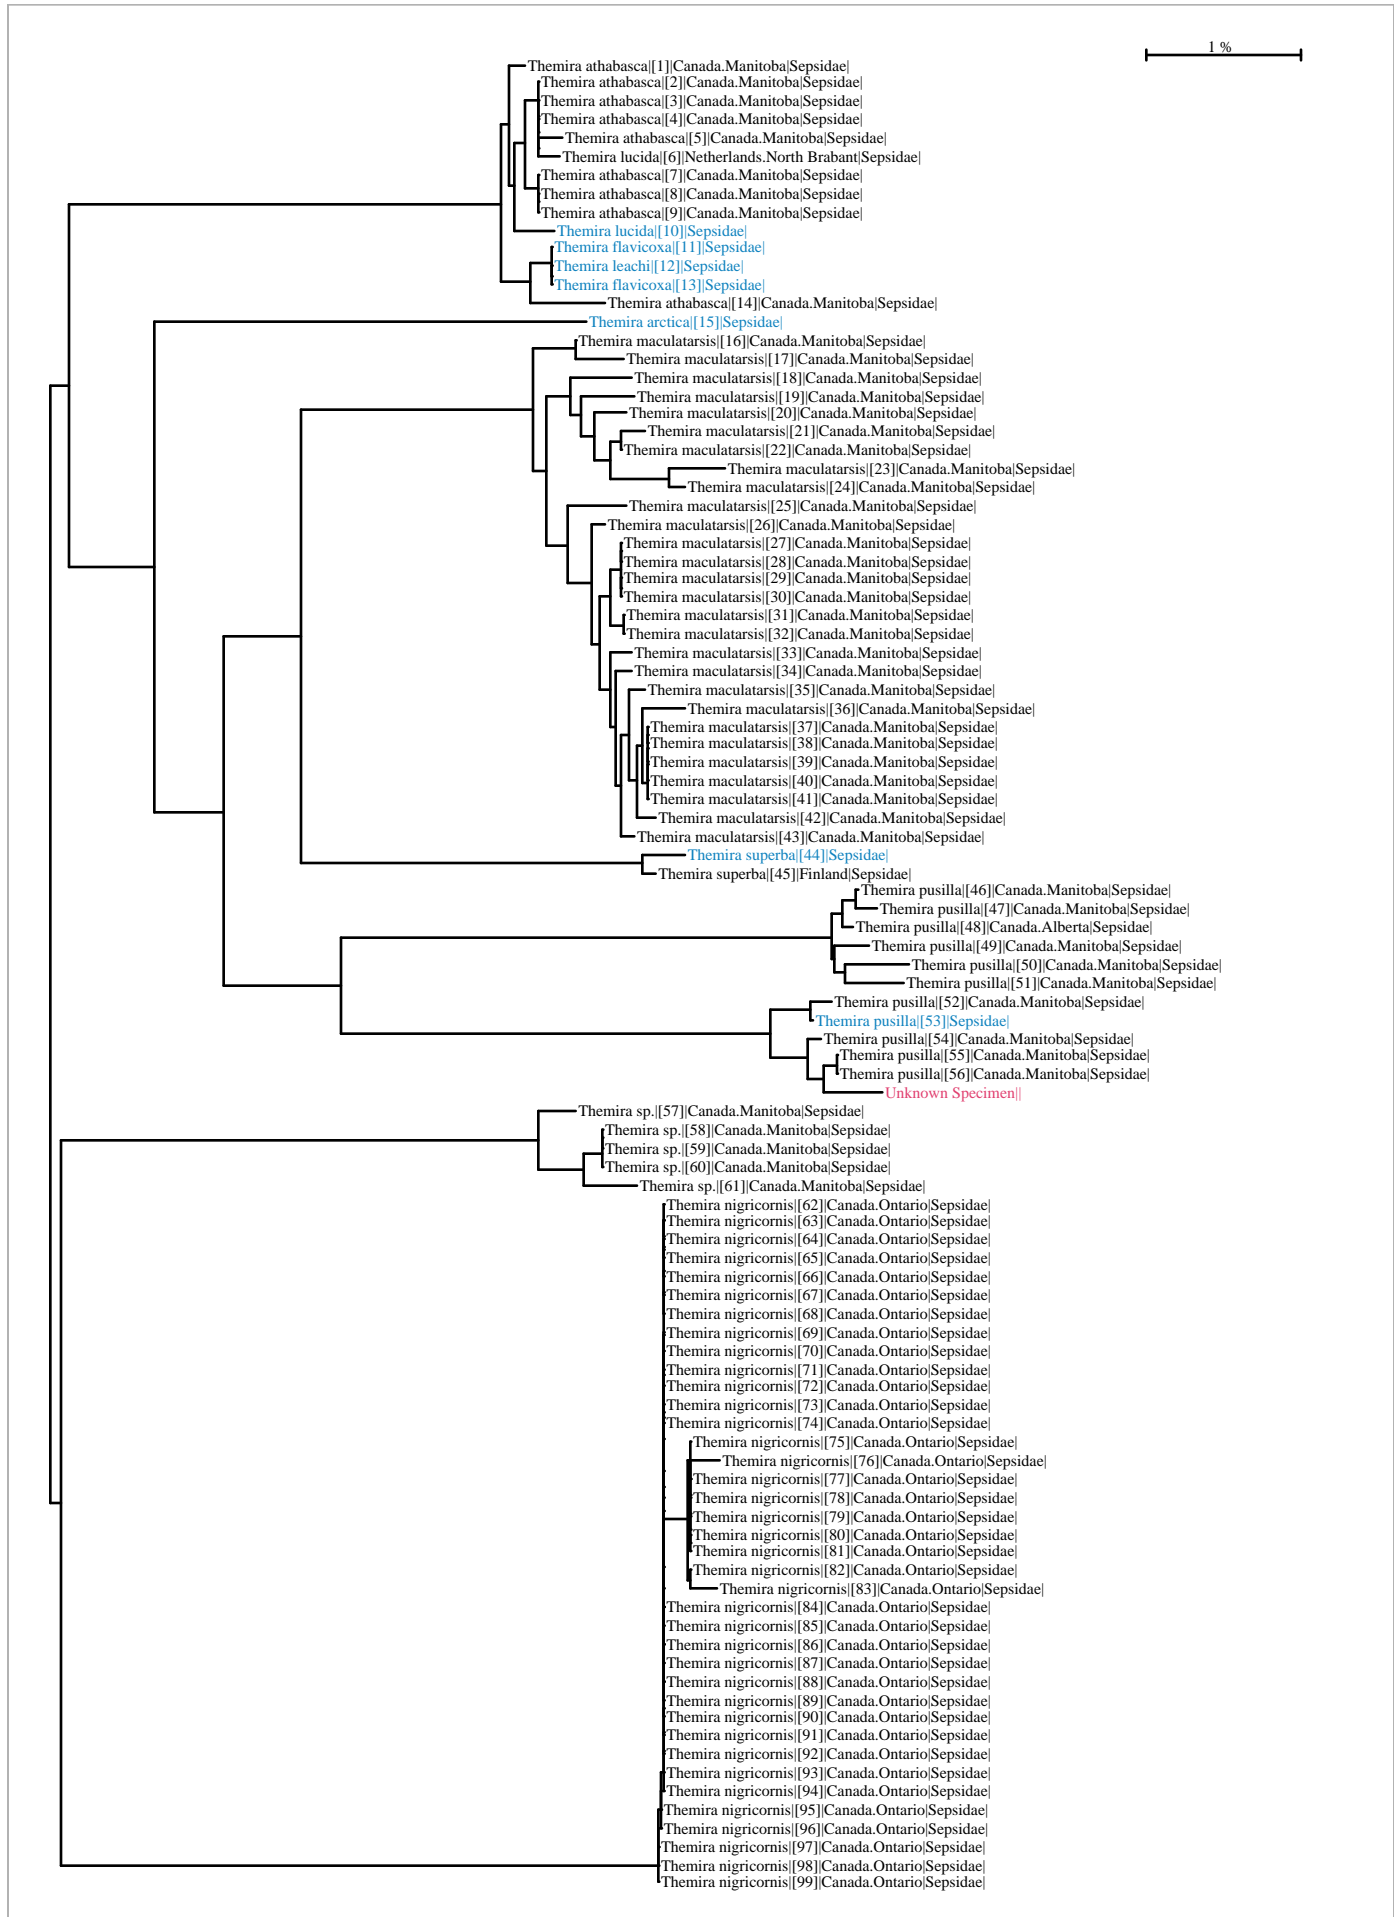 1 %
Themira athabasca|[1]|Canada.Manitoba|Sepsidae|
Themira athabasca|[2]|Canada.Manitoba|Sepsidae|
Themira athabasca|[3]|Canada.Manitoba|Sepsidae|
Themira athabasca|[4]|Canada.Manitoba|Sepsidae|
Themira athabasca|[5]|Canada.Manitoba|Sepsidae|
Themira lucida|[6]|Netherlands.North Brabant|Sepsidae|
Themira athabasca|[7]|Canada.Manitoba|Sepsidae|
Themira athabasca|[8]|Canada.Manitoba|Sepsidae|
Themira athabasca|[9]|Canada.Manitoba|Sepsidae|
Themira lucida|[10]|Sepsidae|
Themira flavicoxa|[11]|Sepsidae|
Themira leachi|[12]|Sepsidae|
Themira flavicoxa|[13]|Sepsidae|
Themira athabasca|[14]|Canada.Manitoba|Sepsidae|
Themira arctica|[15]|Sepsidae|
Themira maculatarsis|[16]|Canada.Manitoba|Sepsidae|
Themira maculatarsis|[17]|Canada.Manitoba|Sepsidae|
Themira maculatarsis|[18]|Canada.Manitoba|Sepsidae|
Themira maculatarsis|[19]|Canada.Manitoba|Sepsidae|
Themira maculatarsis|[20]|Canada.Manitoba|Sepsidae|
Themira maculatarsis|[21]|Canada.Manitoba|Sepsidae|
Themira maculatarsis|[22]|Canada.Manitoba|Sepsidae|
Themira maculatarsis|[23]|Canada.Manitoba|Sepsidae|
Themira maculatarsis|[24]|Canada.Manitoba|Sepsidae|
Themira maculatarsis|[25]|Canada.Manitoba|Sepsidae|
Themira maculatarsis|[26]|Canada.Manitoba|Sepsidae|
Themira maculatarsis|[27]|Canada.Manitoba|Sepsidae|
Themira maculatarsis|[28]|Canada.Manitoba|Sepsidae|
Themira maculatarsis|[29]|Canada.Manitoba|Sepsidae|
Themira maculatarsis|[30]|Canada.Manitoba|Sepsidae|
Themira maculatarsis|[31]|Canada.Manitoba|Sepsidae|
Themira maculatarsis|[32]|Canada.Manitoba|Sepsidae|
Themira maculatarsis|[33]|Canada.Manitoba|Sepsidae|
Themira maculatarsis|[34]|Canada.Manitoba|Sepsidae|
Themira maculatarsis|[35]|Canada.Manitoba|Sepsidae|
Themira maculatarsis|[36]|Canada.Manitoba|Sepsidae|
Themira maculatarsis|[37]|Canada.Manitoba|Sepsidae|
Themira maculatarsis|[38]|Canada.Manitoba|Sepsidae|
Themira maculatarsis|[39]|Canada.Manitoba|Sepsidae|
Themira maculatarsis|[40]|Canada.Manitoba|Sepsidae|
Themira maculatarsis|[41]|Canada.Manitoba|Sepsidae|
Themira maculatarsis|[42]|Canada.Manitoba|Sepsidae|
Themira maculatarsis|[43]|Canada.Manitoba|Sepsidae|
Themira superba|[44]|Sepsidae|
Themira superba|[45]|Finland|Sepsidae|
Themira pusilla|[46]|Canada.Manitoba|Sepsidae|
Themira pusilla|[47]|Canada.Manitoba|Sepsidae|
Themira pusilla|[48]|Canada.Alberta|Sepsidae|
Themira pusilla|[49]|Canada.Manitoba|Sepsidae|
Themira pusilla|[50]|Canada.Manitoba|Sepsidae|
Themira pusilla|[51]|Canada.Manitoba|Sepsidae|
Themira pusilla|[52]|Canada.Manitoba|Sepsidae|
Themira pusilla|[53]|Sepsidae|
Themira pusilla|[54]|Canada.Manitoba|Sepsidae|
Themira pusilla|[55]|Canada.Manitoba|Sepsidae|
Themira pusilla|[56]|Canada.Manitoba|Sepsidae|
Unknown Specimen||
Themira sp.|[57]|Canada.Manitoba|Sepsidae|
Themira sp.|[58]|Canada.Manitoba|Sepsidae|
Themira sp.|[59]|Canada.Manitoba|Sepsidae|
Themira sp.|[60]|Canada.Manitoba|Sepsidae|
Themira sp.|[61]|Canada.Manitoba|Sepsidae|
Themira nigricornis|[62]|Canada.Ontario|Sepsidae|
Themira nigricornis|[63]|Canada.Ontario|Sepsidae|
Themira nigricornis|[64]|Canada.Ontario|Sepsidae|
Themira nigricornis|[65]|Canada.Ontario|Sepsidae|
Themira nigricornis|[66]|Canada.Ontario|Sepsidae|
Themira nigricornis|[67]|Canada.Ontario|Sepsidae|
Themira nigricornis|[68]|Canada.Ontario|Sepsidae|
Themira nigricornis|[69]|Canada.Ontario|Sepsidae|
Themira nigricornis|[70]|Canada.Ontario|Sepsidae|
Themira nigricornis|[71]|Canada.Ontario|Sepsidae|
Themira nigricornis|[72]|Canada.Ontario|Sepsidae|
Themira nigricornis|[73]|Canada.Ontario|Sepsidae|
Themira nigricornis|[74]|Canada.Ontario|Sepsidae|
Themira nigricornis|[75]|Canada.Ontario|Sepsidae|
Themira nigricornis|[76]|Canada.Ontario|Sepsidae|
Themira nigricornis|[77]|Canada.Ontario|Sepsidae|
Themira nigricornis|[78]|Canada.Ontario|Sepsidae|
Themira nigricornis|[79]|Canada.Ontario|Sepsidae|
Themira nigricornis|[80]|Canada.Ontario|Sepsidae|
Themira nigricornis|[81]|Canada.Ontario|Sepsidae|
Themira nigricornis|[82]|Canada.Ontario|Sepsidae|
Themira nigricornis|[83]|Canada.Ontario|Sepsidae|
Themira nigricornis|[84]|Canada.Ontario|Sepsidae|
Themira nigricornis|[85]|Canada.Ontario|Sepsidae|
Themira nigricornis|[86]|Canada.Ontario|Sepsidae|
Themira nigricornis|[87]|Canada.Ontario|Sepsidae|
Themira nigricornis|[88]|Canada.Ontario|Sepsidae|
Themira nigricornis|[89]|Canada.Ontario|Sepsidae|
Themira nigricornis|[90]|Canada.Ontario|Sepsidae|
Themira nigricornis|[91]|Canada.Ontario|Sepsidae|
Themira nigricornis|[92]|Canada.Ontario|Sepsidae|
Themira nigricornis|[93]|Canada.Ontario|Sepsidae|
Themira nigricornis|[94]|Canada.Ontario|Sepsidae|
Themira nigricornis|[95]|Canada.Ontario|Sepsidae|
Themira nigricornis|[96]|Canada.Ontario|Sepsidae|
Themira nigricornis|[97]|Canada.Ontario|Sepsidae|
Themira nigricornis|[98]|Canada.Ontario|Sepsidae|
Themira nigricornis|[99]|Canada.Ontario|Sepsidae|